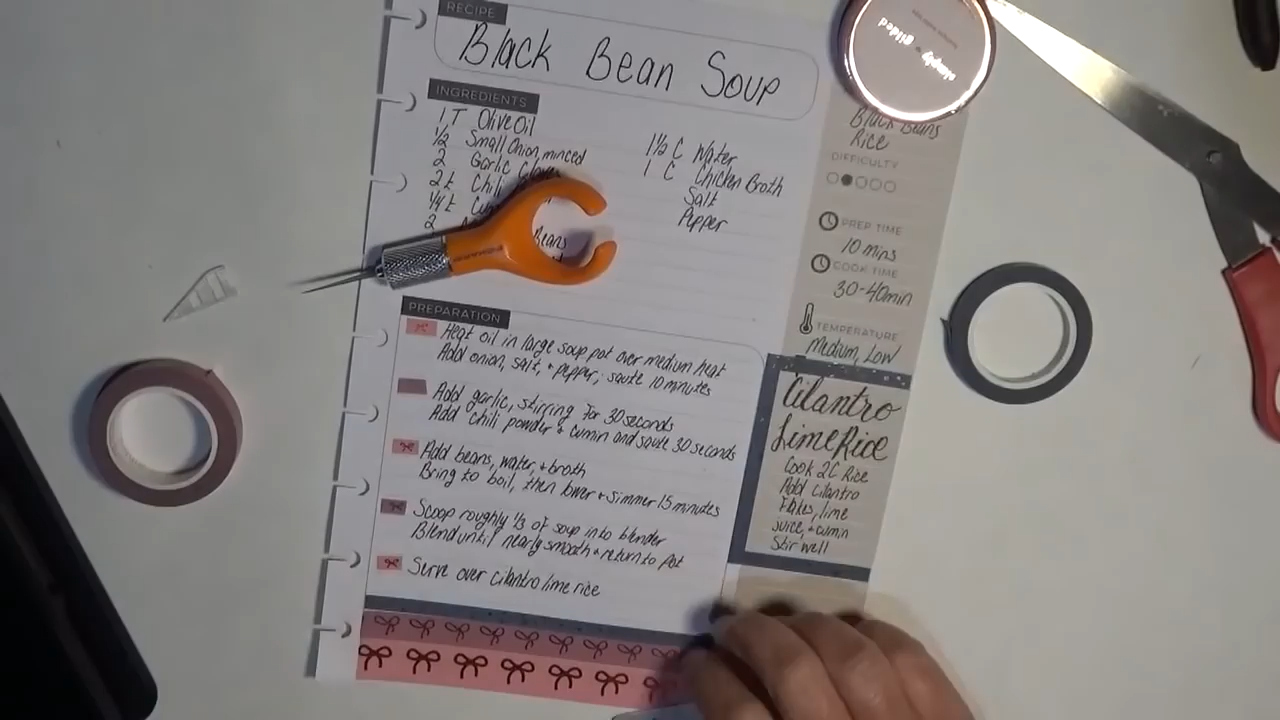 RECIPE
Black Bean Soup
INGREDIENTS
1 T Olive Oil
1/2 Small Onion, minced
2 Garlic
2 t Chili
1/4 t
2
Beans
1 1/2 C Water
1 C Chicken Broth
Salt
Pepper
PREPARATION
Heat oil in large soup pot over medium heat
Add onion, salt, + pepper; saute 10 minutes
Add garlic, stirring for 30 seconds
Add chili powder + cumin and saute 30 seconds
Add beans, water, + broth
Bring to boil, then lower + simmer 15 minutes
Scoop roughly 1/3 of soup into blender
Blend until nearly smooth + return to pot
Serve over cilantro lime rice
Simply Gilded
Black Beans
Rice
DIFFICULTY
PREP TIME
10 mins
COOK TIME
30-40min
TEMPERATURE
Medium, Low
Cilantro
Lime Rice
Cook 2C Rice
Add Cilantro
Flakes, lime
juice, + cumin
Stir well